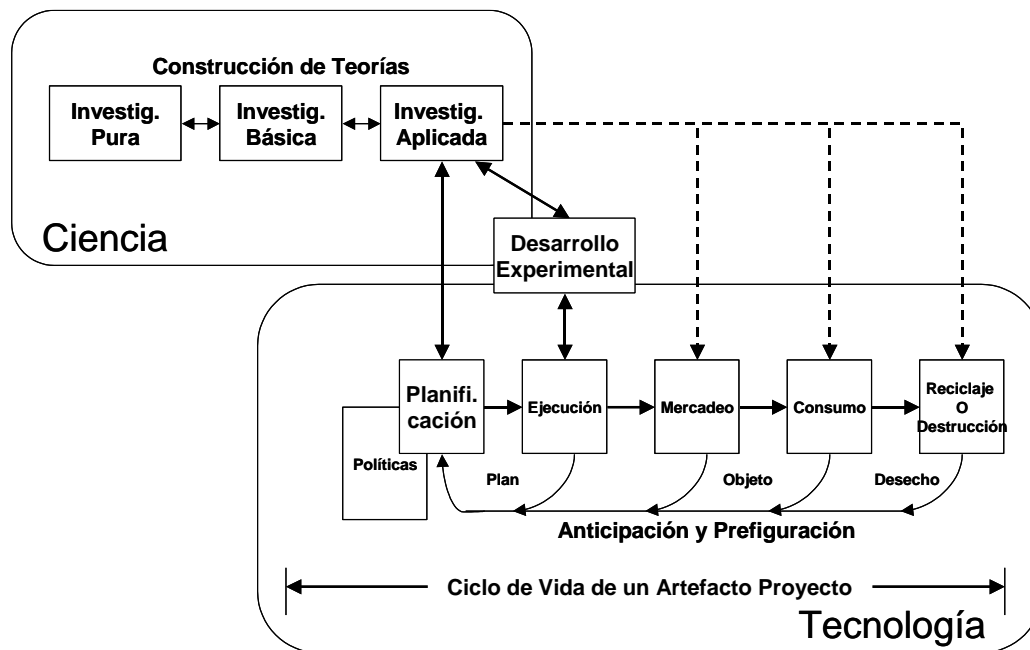 Construcción de Teorías
Investig.
Pura
Investig.
Básica
Investig.
Aplicada
Ciencia
Desarrollo
Experimental
Planifi.
cación
Ejecución
Mercadeo
Consumo
Reciclaje
O
Destrucción
Políticas
Plan
Objeto
Desecho
Anticipación y Prefiguración
Ciclo de Vida de un Artefacto Proyecto
Tecnología